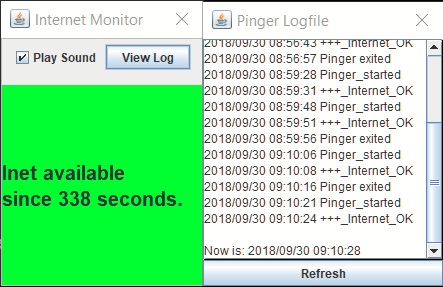 Internet Monitor
Play Sound
View Log
Inet available
since 338 seconds.
Pinger Logfile
2018/09/30 08:56:43 +++_Internet_OK
2018/09/30 08:56:57 Pinger exited
2018/09/30 08:59:28 Pinger_started
2018/09/30 08:59:31 +++_Internet_OK
2018/09/30 08:59:48 Pinger_started
2018/09/30 08:59:51 +++_Internet_OK
2018/09/30 08:59:56 Pinger exited
2018/09/30 09:10:06 Pinger_started
2018/09/30 09:10:08 +++_Internet_OK
2018/09/30 09:10:16 Pinger exited
2018/09/30 09:10:21 Pinger_started
2018/09/30 09:10:24 +++_Internet_OK
Now is: 2018/09/30 09:10:28
Refresh